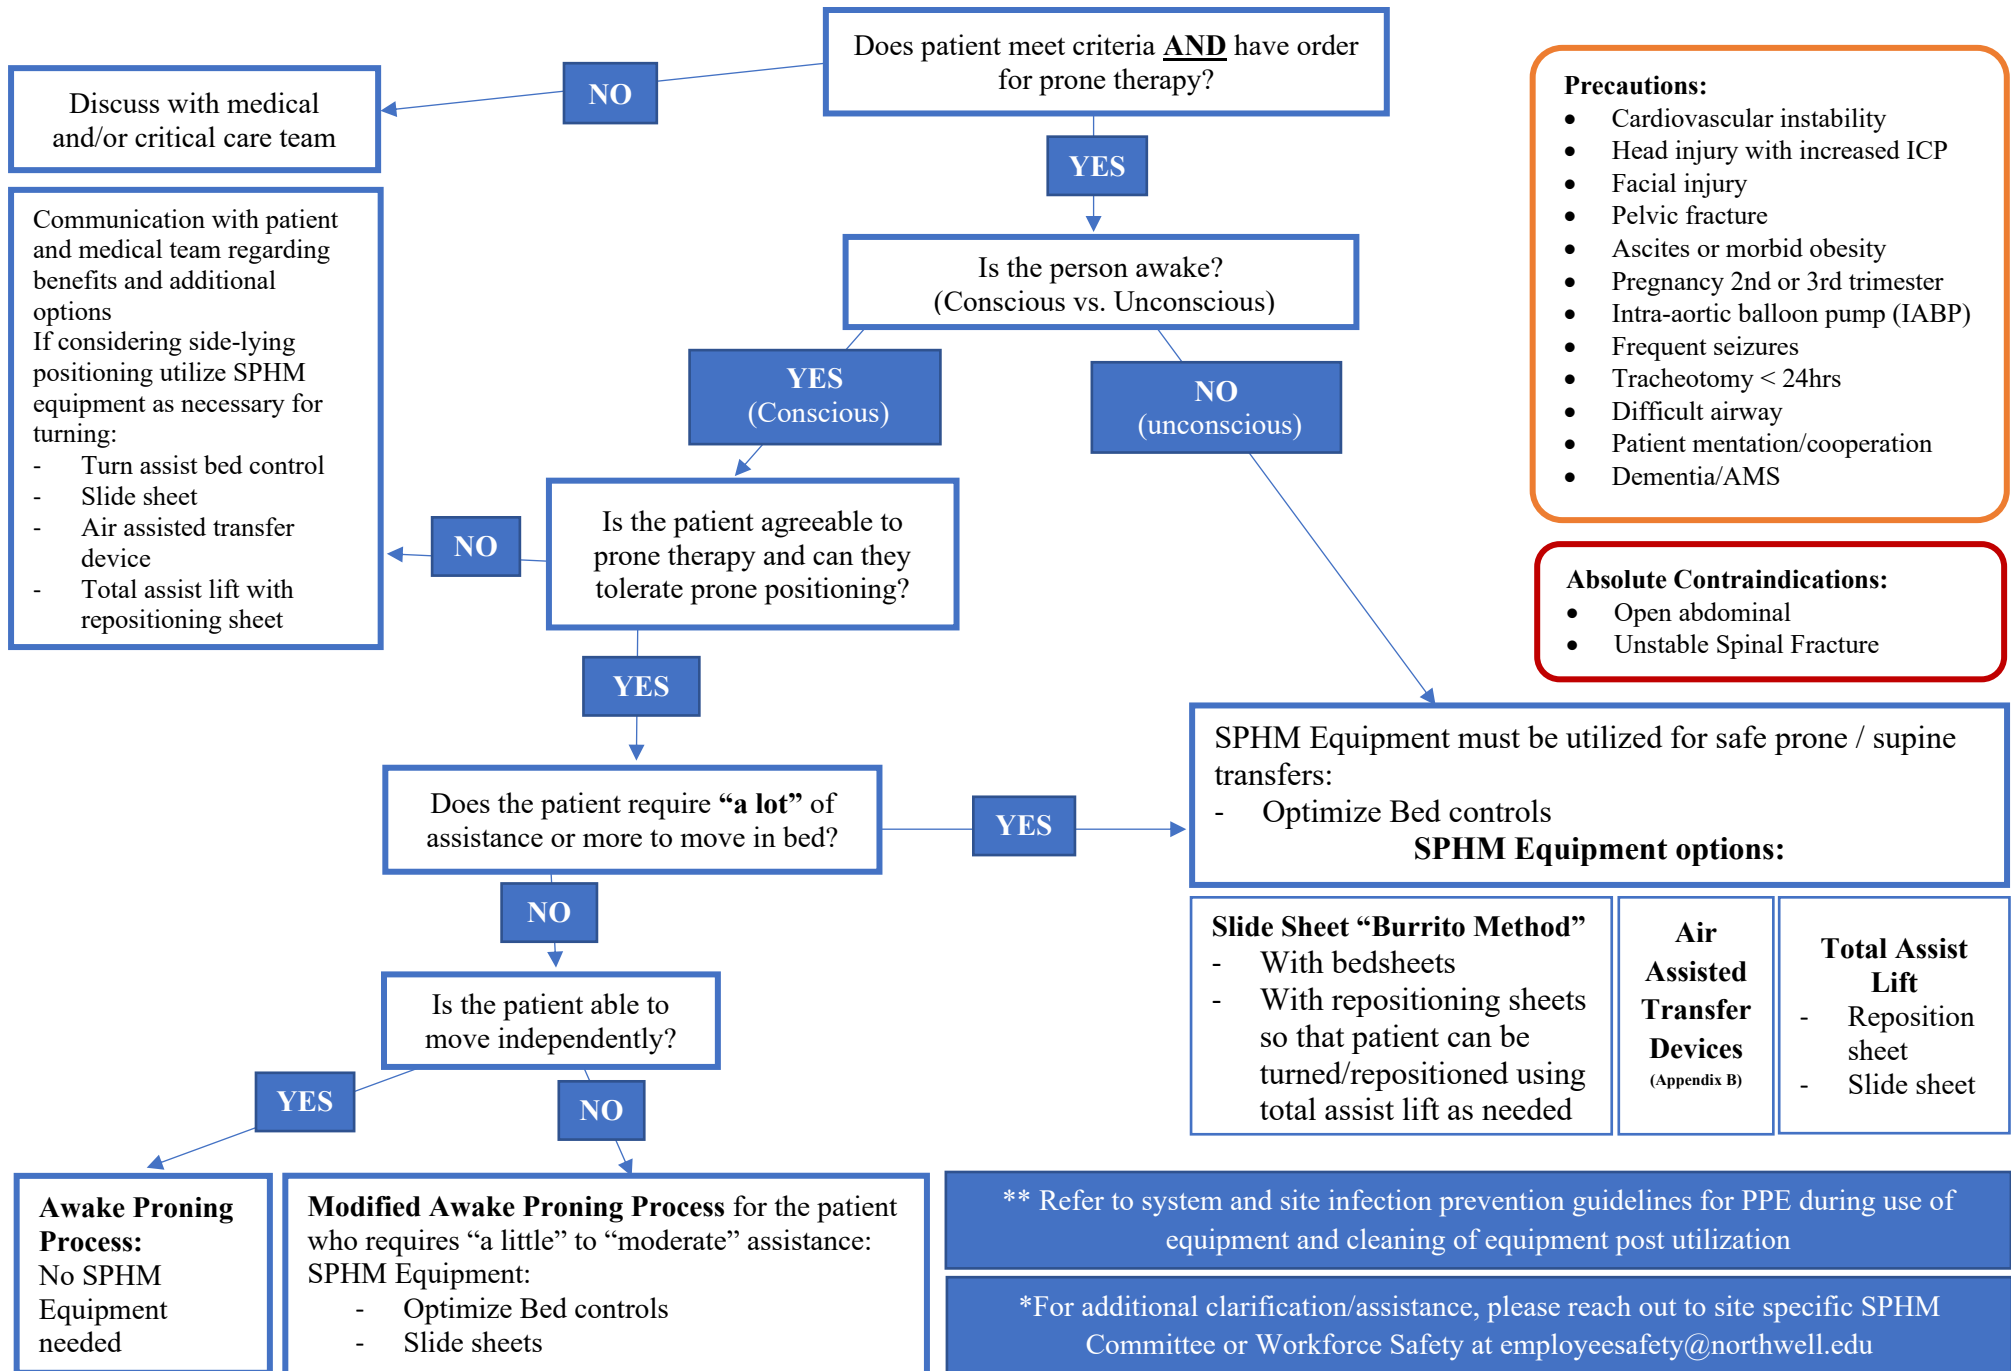 Does patient meet criteria AND have order
for prone therapy?
NO
Discuss with medical
and/or critical care team
YES
Communication with patient
and medical team regarding
benefits and additional
options
If considering side-lying
positioning utilize SPHM
equipment as necessary for
turning:
- Turn assist bed control
- Slide sheet
- Air assisted transfer
device
- Total assist lift with
repositioning sheet
Is the person awake?
(Conscious vs. Unconscious)
YES
(Conscious)
NO
(unconscious)
Is the patient agreeable to
prone therapy and can they
tolerate prone positioning?
NO
YES
Precautions:
• Cardiovascular instability
• Head injury with increased ICP
• Facial injury
• Pelvic fracture
• Ascites or morbid obesity
• Pregnancy 2nd or 3rd trimester
• Intra-aortic balloon pump (IABP)
• Frequent seizures
• Tracheotomy < 24hrs
• Difficult airway
• Patient mentation/cooperation
• Dementia/AMS
Absolute Contraindications:
• Open abdominal
• Unstable Spinal Fracture
Does the patient require “a lot” of
assistance or more to move in bed?
YES
NO
SPHM Equipment must be utilized for safe prone / supine
transfers:
- Optimize Bed controls
SPHM Equipment options:
Slide Sheet “Burrito Method”
- With bedsheets
- With repositioning sheets
so that patient can be
turned/repositioned using
total assist lift as needed
Air
Assisted
Transfer
Devices
(Appendix B)
Total Assist
Lift
- Reposition
sheet
- Slide sheet
Is the patient able to
move independently?
YES
NO
Awake Proning
Process:
No SPHM
Equipment
needed
Modified Awake Proning Process for the patient
who requires “a little” to “moderate” assistance:
SPHM Equipment:
- Optimize Bed controls
- Slide sheets
** Refer to system and site infection prevention guidelines for PPE during use of
equipment and cleaning of equipment post utilization
*For additional clarification/assistance, please reach out to site specific SPHM
Committee or Workforce Safety at employeesafety@northwell.edu